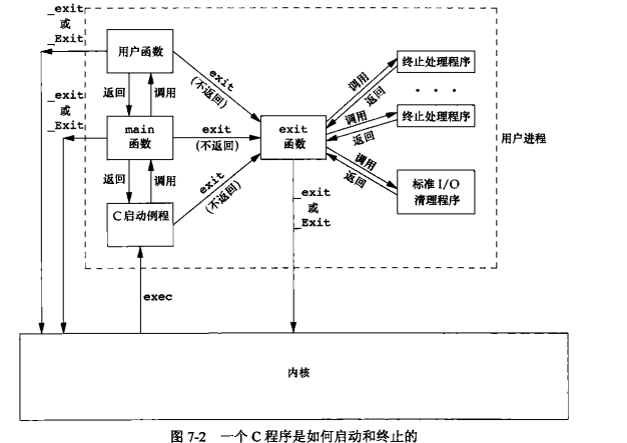 _exit
或
_Exit
用户函数
返回
调用
_exit
或
_Exit
main
函数
返回
调用
C启动例程
exec
exit
(不返回)
exit
(不返回)
exit
(不返回)
exit
函数
_exit
或
_Exit
调用
返回
终止处理程序
. . .
调用
返回
终止处理程序
调用
返回
标准 I/O
清理程序
用户进程
内核
图 7-2 一个 C 程序是如何启动和终止的